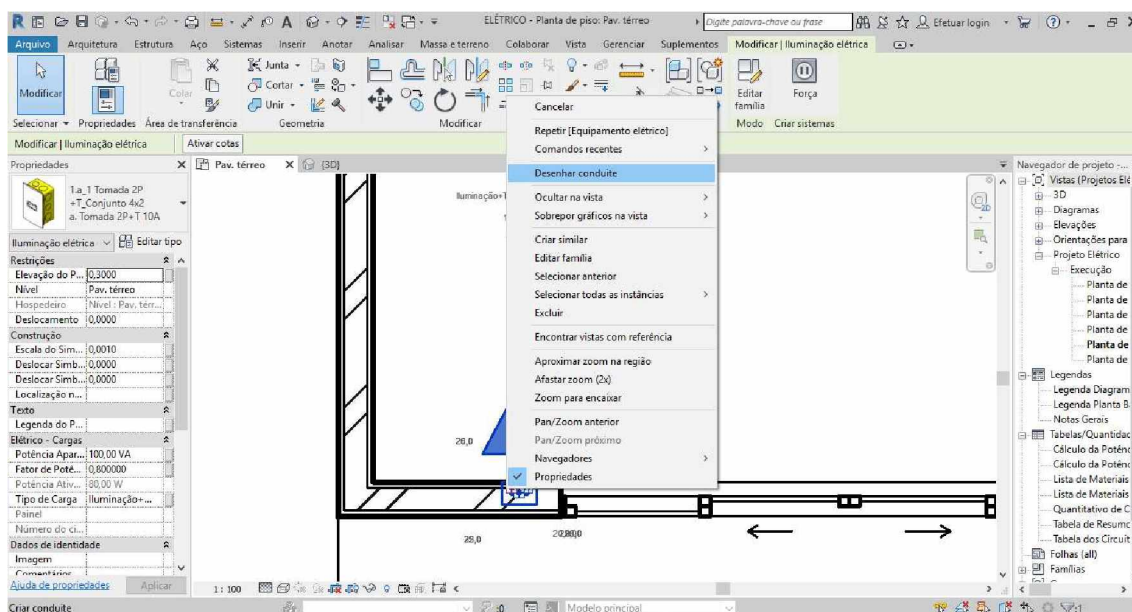 ELÉTRICO - Planta de piso: Pav. térreo
Digite palavra-chave ou frase
Efetuar login
Arquivo Arquitetura Estrutura Aço Sistemas Inserir Anotar Analisar Massa e terreno Colaborar Vista Gerenciar Suplementos Modificar | Iluminação elétrica
Modificar
Colar
Junta
Cortar
Unir
Editar família
Força
Selecionar Propriedades Área de transferência Geometria Modificar Modo Criar sistemas
Modificar | Iluminação elétrica Ativar cotas
Propriedades
Pav. térreo
{3D}
Navegador de projeto -...
1.a_1 Tomada 2P
+T_Conjunto 4x2
a. Tomada 2P+T 10A
Iluminação elétrica Editar tipo
Restrições
Elevação do P... 0,3000
Nível Pav. térreo
Hospedeiro Nível : Pav. térr...
Deslocamento 0,0000
Construção
Escala do Sim... 0,0010
Deslocar Simb... 0,0000
Deslocar Simb... 0,0000
Localização n...
Texto
Legenda do P...
Elétrico - Cargas
Potência Apar... 100,00 VA
Fator de Potê... 0,800000
Potência Ativ... 80,00 W
Tipo de Carga Iluminação+...
Painel
Número do ci...
Dados de identidade
Imagem
Comentários
Ajuda de propriedades Aplicar
26,0
28,0
Cancelar
Repetir [Equipamento elétrico]
Comandos recentes
Desenhar conduite
Ocultar na vista
Sobrepor gráficos na vista
Criar similar
Editar família
Selecionar anterior
Selecionar todas as instâncias
Excluir
Encontrar vistas com referência
Aproximar zoom na região
Afastar zoom (2x)
Zoom para encaixar
Pan/Zoom anterior
Pan/Zoom próximo
Navegadores
Propriedades
Vistas (Projetos Elé
3D
Diagramas
Elevações
Orientações para
Projeto Elétrico
Execução
Planta de
Planta de
Planta de
Planta de
Planta de
Planta de
Legendas
Legenda Diagram
Legenda Planta B
Notas Gerais
Tabelas/Quantidad
Cálculo da Potênc
Cálculo da Potênc
Lista de Materiais
Lista de Materiais
Quantitativo de C
Tabela de Resumo
Tabela dos Circuit
Folhas (all)
Famílias
1 : 100
Criar conduite
:0
Modelo principal
:1